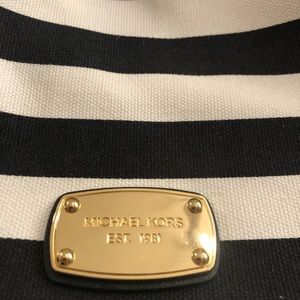 MICHAEL KORS
EST. 1981